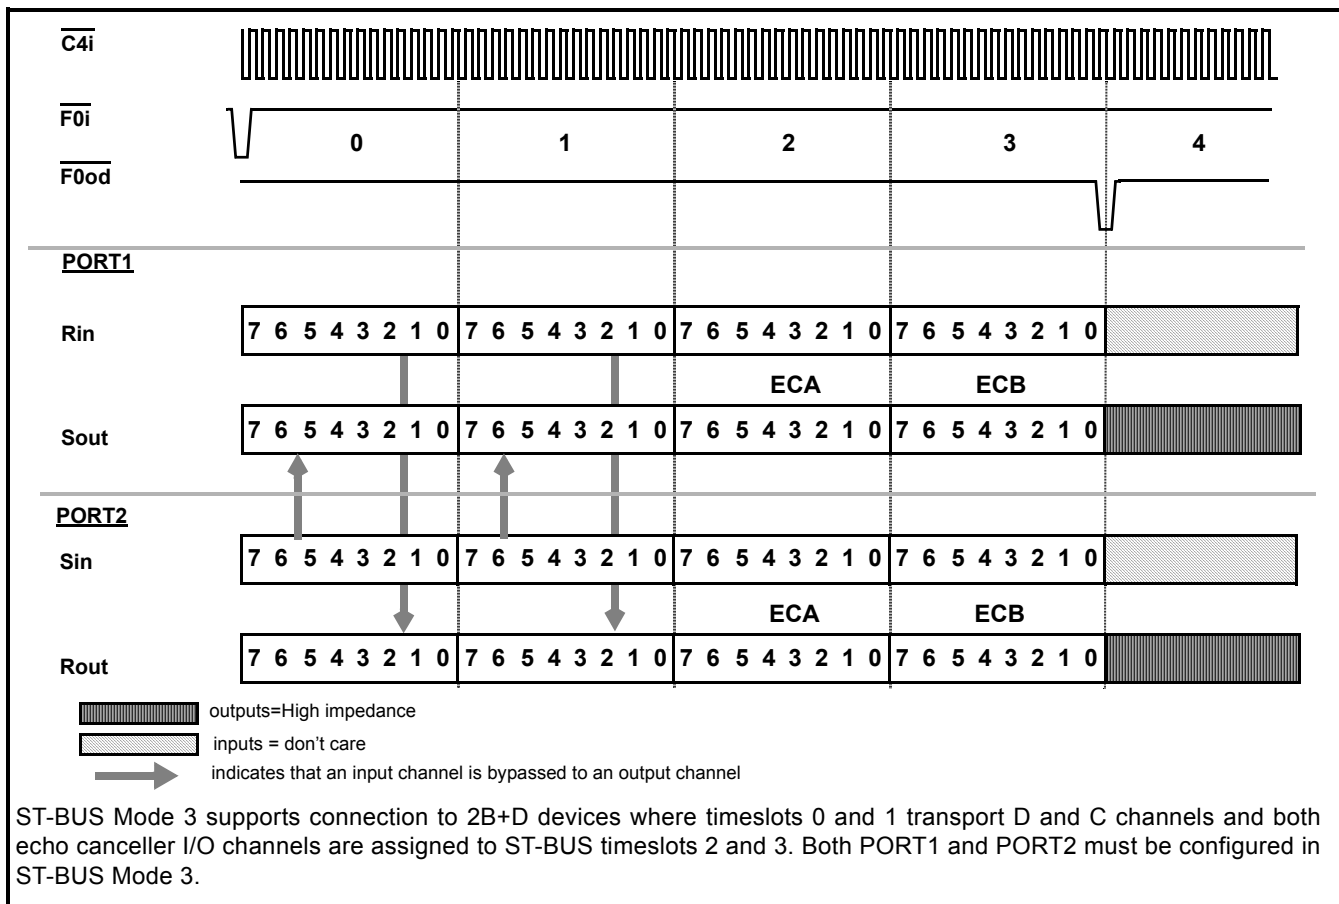 C4i
F0i
0 1 2 3 4
F0od
PORT1
Rin 7 6 5 4 3 2 1 0 7 6 5 4 3 2 1 0 7 6 5 4 3 2 1 0 7 6 5 4 3 2 1 0
ECA ECB
Sout 7 6 5 4 3 2 1 0 7 6 5 4 3 2 1 0 7 6 5 4 3 2 1 0 7 6 5 4 3 2 1 0
PORT2
Sin 7 6 5 4 3 2 1 0 7 6 5 4 3 2 1 0 7 6 5 4 3 2 1 0 7 6 5 4 3 2 1 0
ECA ECB
Rout 7 6 5 4 3 2 1 0 7 6 5 4 3 2 1 0 7 6 5 4 3 2 1 0 7 6 5 4 3 2 1 0
outputs=High impedance
inputs = don't care
indicates that an input channel is bypassed to an output channel
ST-BUS Mode 3 supports connection to 2B+D devices where timeslots 0 and 1 transport D and C channels and both
echo canceller I/O channels are assigned to ST-BUS timeslots 2 and 3. Both PORT1 and PORT2 must be configured in
ST-BUS Mode 3.